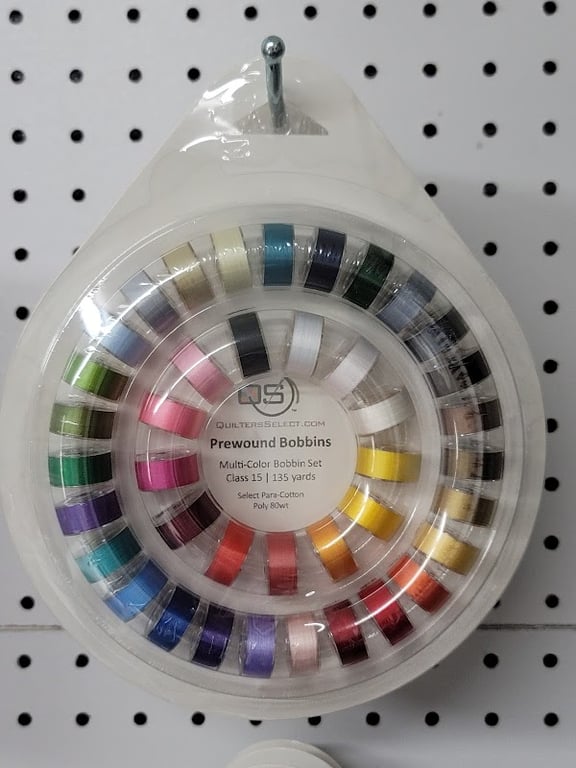 QS
QUILTERSSELECT.COM
Prewound Bobbins
Multi-Color Bobbin Set
Class 15 | 135 yards
Select Para-Cotton
Poly 80wt